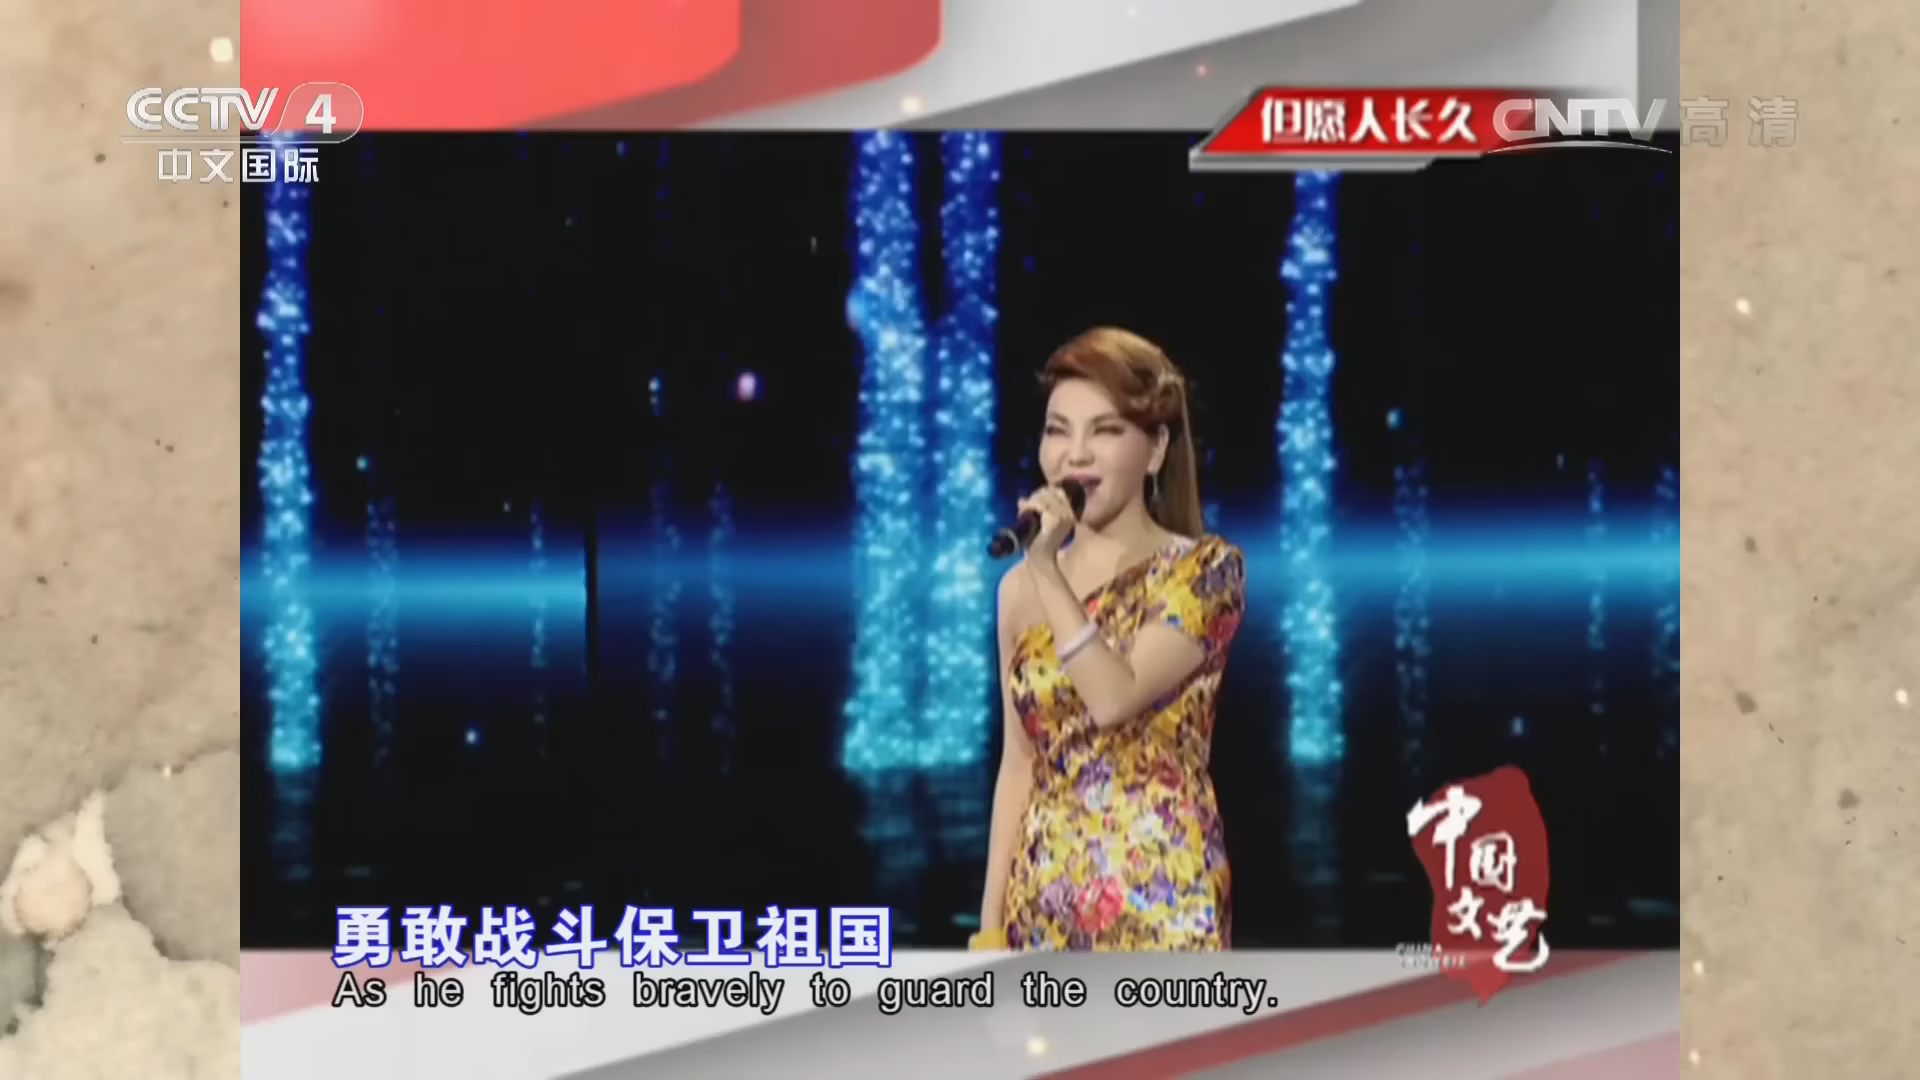 CCTV 4
中文国际
但愿人长久
CNTV 高清
中国文艺
勇敢战斗保卫祖国
As he fights bravely to guard the country.